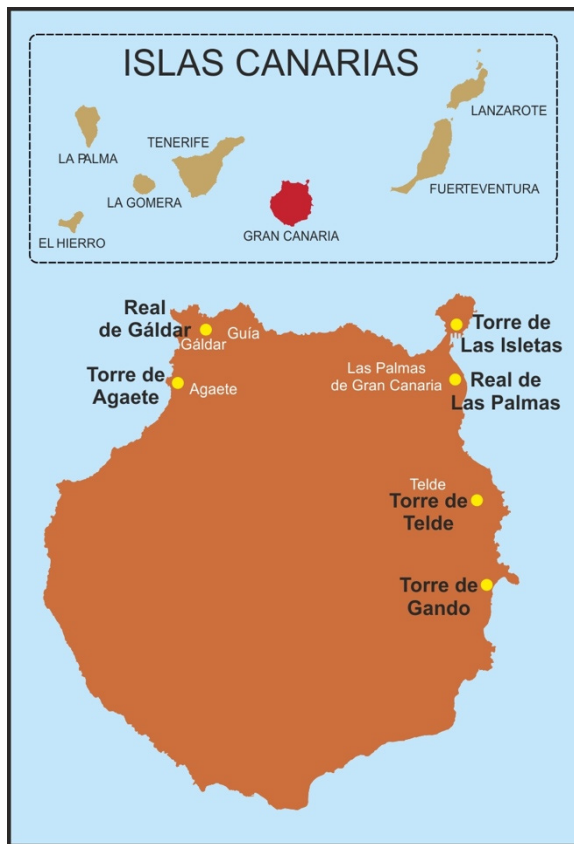 ISLAS CANARIAS
LANZAROTE
TENERIFE
LA PALMA
FUERTEVENTURA
LA GOMERA
GRAN CANARIA
EL HIERRO
Real
de Gáldar
Guía
Gáldar
Torre de
Agaete
Agaete
Torre de
Las Isletas
Las Palmas
de Gran Canaria
Real de
Las Palmas
Telde
Torre de
Telde
Torre de
Gando